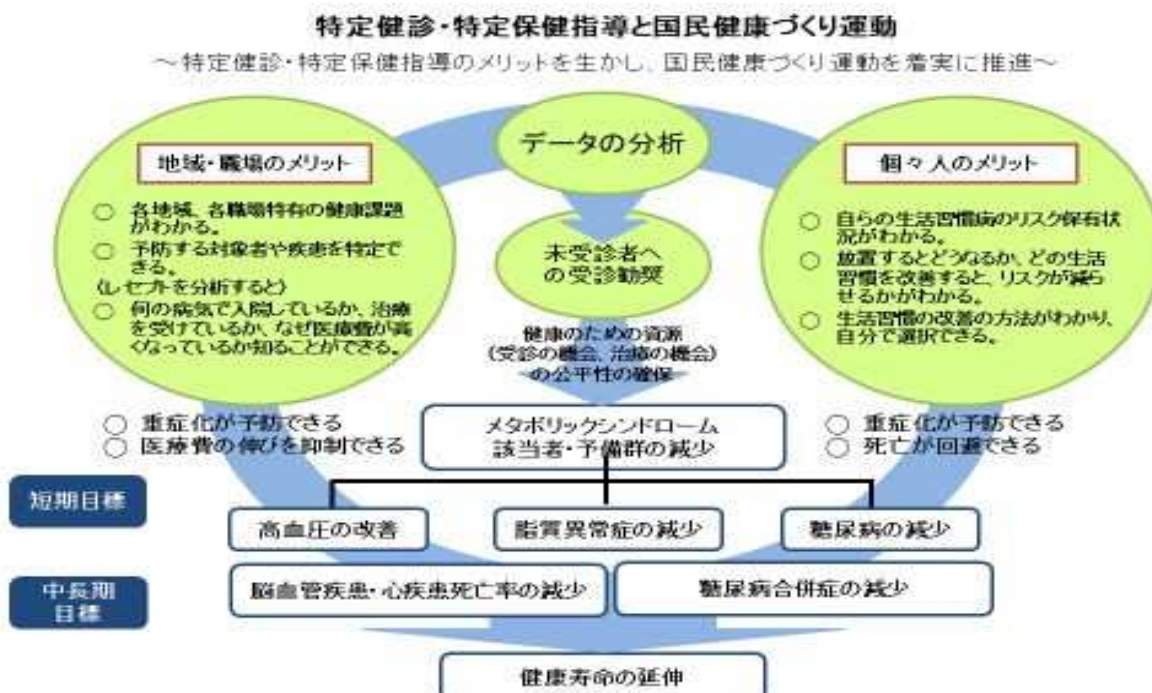 特定健診・特定保健指導と国民健康づくり運動
～特定健診・特定保健指導のメリットを生かし、国民健康づくり運動を着実に推進～
地域・職場のメリット
○ 各地域、各職場特有の健康課題
がわかる。
○ 予防する対象者や疾患を特定で
きる。
(レセプトを分析すると)
○ 何の病気で入院しているか、治療
を受けているか、なぜ医療費が高
くなっているか知ることができる。
○ 重症化が予防できる
○ 医療費の伸びを抑制できる
データの分析
未受診者へ
の受診勧奨
健康のための資源
(受診の機会、治療の機会)
の公平性の確保
個々人のメリット
○ 自らの生活習慣病のリスク保有状
況がわかる。
○ 放置するとどうなるか、どの生活
習慣を改善すると、リスクが減ら
せるかがわかる。
○ 生活習慣の改善の方法がわかり、
自分で選択できる。
○ 重症化が予防できる
○ 死亡が回避できる
メタボリックシンドローム
該当者・予備群の減少
短期目標
高血圧の改善
脂質異常症の減少
糖尿病の減少
中長期
目標
脳血管疾患・心疾患死亡率の減少
糖尿病合併症の減少
健康寿命の延伸